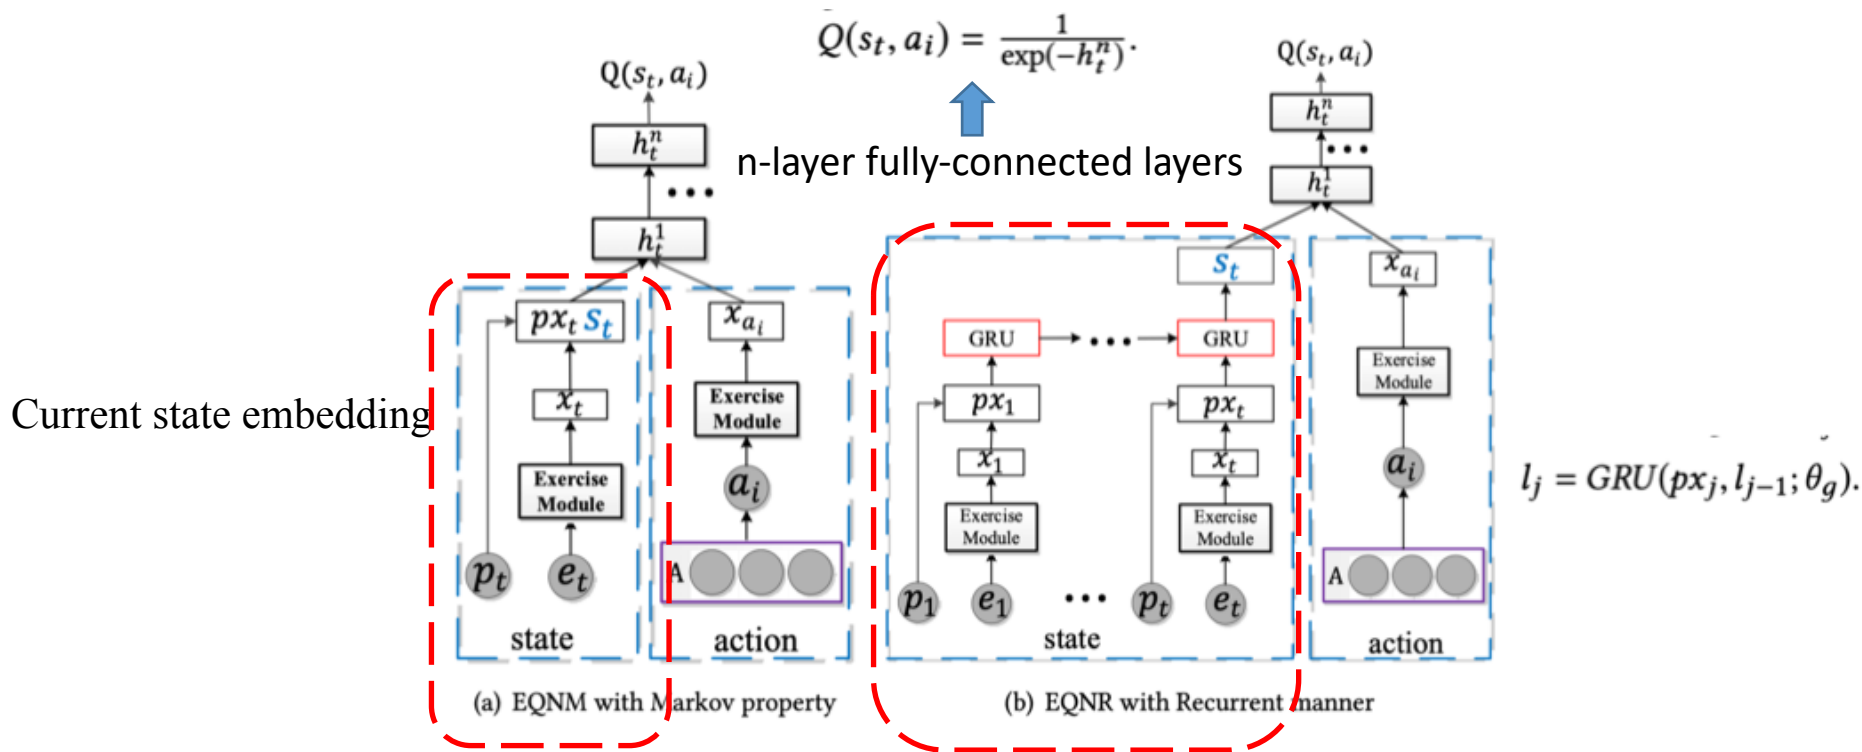 Q(s_t, a_i) = 1 / exp(−h_t^n).
Q(s_t, a_i)
h_t^n
...
h_t^1
n-layer fully-connected layers
Q(s_t, a_i)
h_t^n
...
h_t^1
Current state embedding
px_t s_t
x_t
Exercise
Module
p_t
e_t
state
x_{a_i}
Exercise
Module
a_i
A
action
(a) EQNM with Markov property
s_t
GRU
...
GRU
px_1
px_t
x_1
x_t
Exercise
Module
Exercise
Module
p_1
e_1
...
p_t
e_t
state
x_{a_i}
Exercise
Module
a_i
A
action
(b) EQNR with Recurrent manner
l_j = GRU(px_j, l_{j−1}; θ_g).